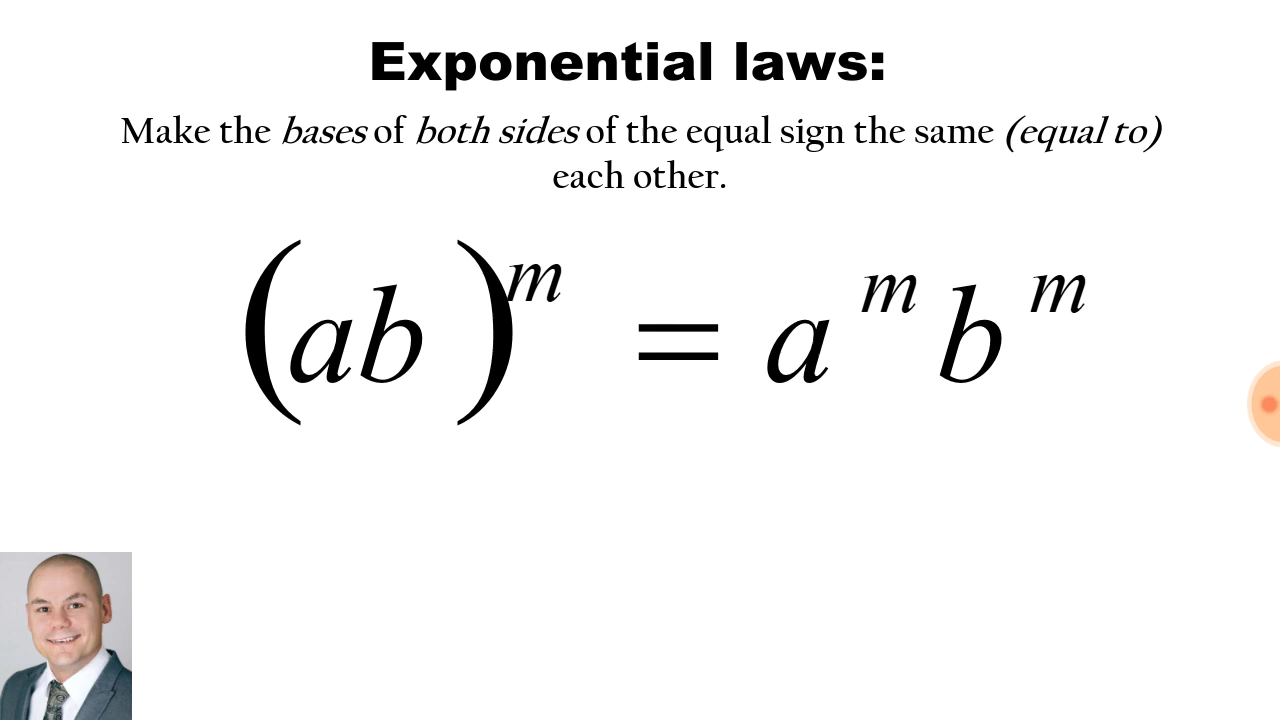 Exponential laws:
Make the bases of both sides of the equal sign the same (equal to)
each other.
(ab)^m = a^m b^m